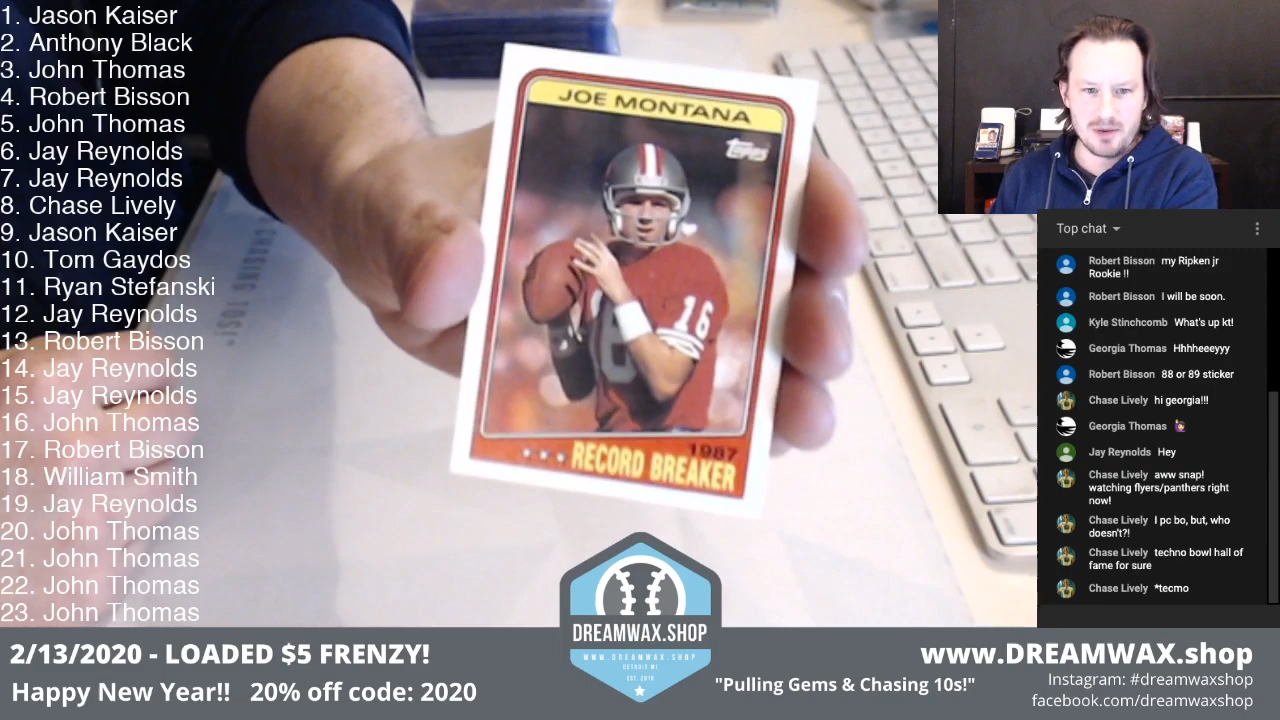 1. Jason Kaiser
2. Anthony Black
3. John Thomas
4. Robert Bisson
5. John Thomas
6. Jay Reynolds
7. Jay Reynolds
8. Chase Lively
9. Jason Kaiser
10. Tom Gaydos
11. Ryan Stefanski
12. Jay Reynolds
13. Robert Bisson
14. Jay Reynolds
15. Jay Reynolds
16. John Thomas
17. Robert Bisson
18. William Smith
19. Jay Reynolds
20. John Thomas
21. John Thomas
22. John Thomas
23. John Thomas
JOE MONTANA
Topps
16
1987
RECORD BREAKER
Top chat
Robert Bisson my Ripken jr
Rookie !!
Robert Bisson I will be soon.
Kyle Stinchcomb What's up kt!
Georgia Thomas Hhhheeeyyy
Robert Bisson 88 or 89 sticker
Chase Lively hi georgia!!!
Georgia Thomas 🙋
Jay Reynolds Hey
Chase Lively aww snap!
watching flyers/panthers right
now!
Chase Lively I pc bo, but, who
doesn't?!
Chase Lively techno bowl hall of
fame for sure
Chase Lively *tecmo
DREAMWAX.SHOP
WWW.DREAMWAX.SHOP
DETROIT MI
EST. 2018
2/13/2020 - LOADED $5 FRENZY!
Happy New Year!! 20% off code: 2020
"Pulling Gems & Chasing 10s!"
www.DREAMWAX.shop
Instagram: #dreamwaxshop
facebook.com/dreamwaxshop